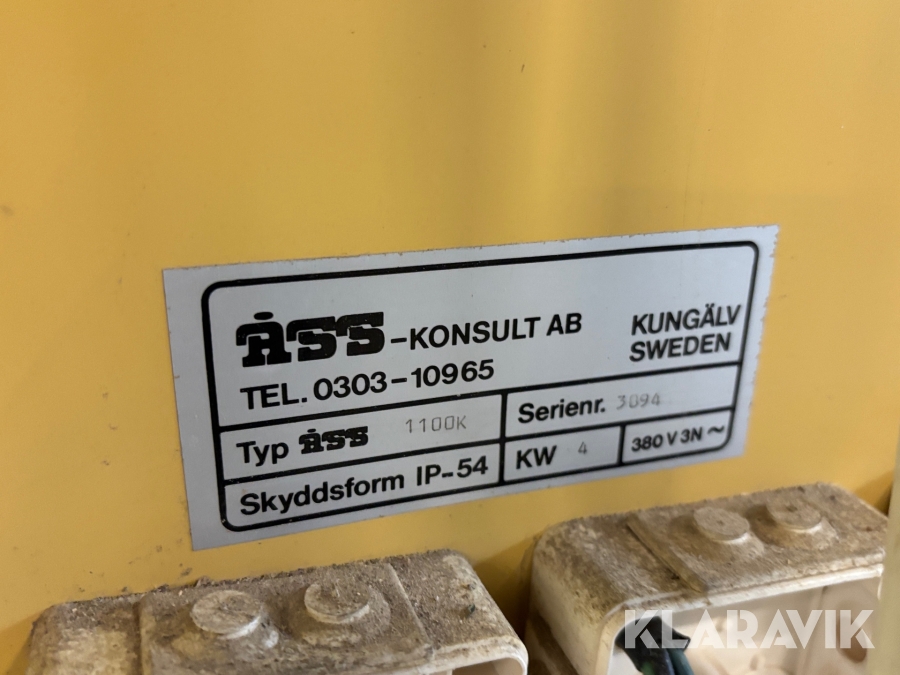 ÅSS-KONSULT AB
KUNGÄLV
SWEDEN
TEL. 0303-10965
Typ ÅSS 1100K
Serienr. 3094
Skyddsform IP-54
KW 4
380 V 3N ~
KLARAVIK